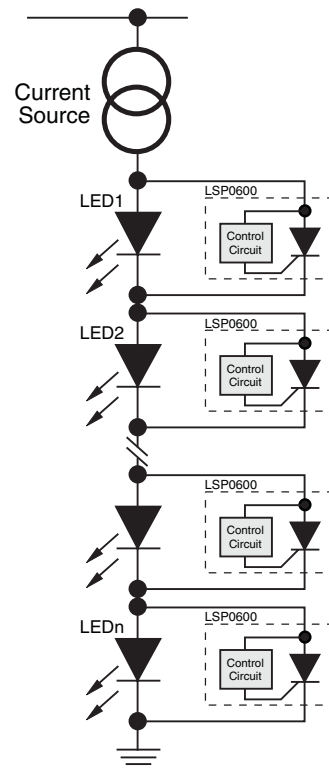 Current
Source
LED1
LSP0600
Control
Circuit
LED2
LSP0600
Control
Circuit
LSP0600
Control
Circuit
LEDn
LSP0600
Control
Circuit